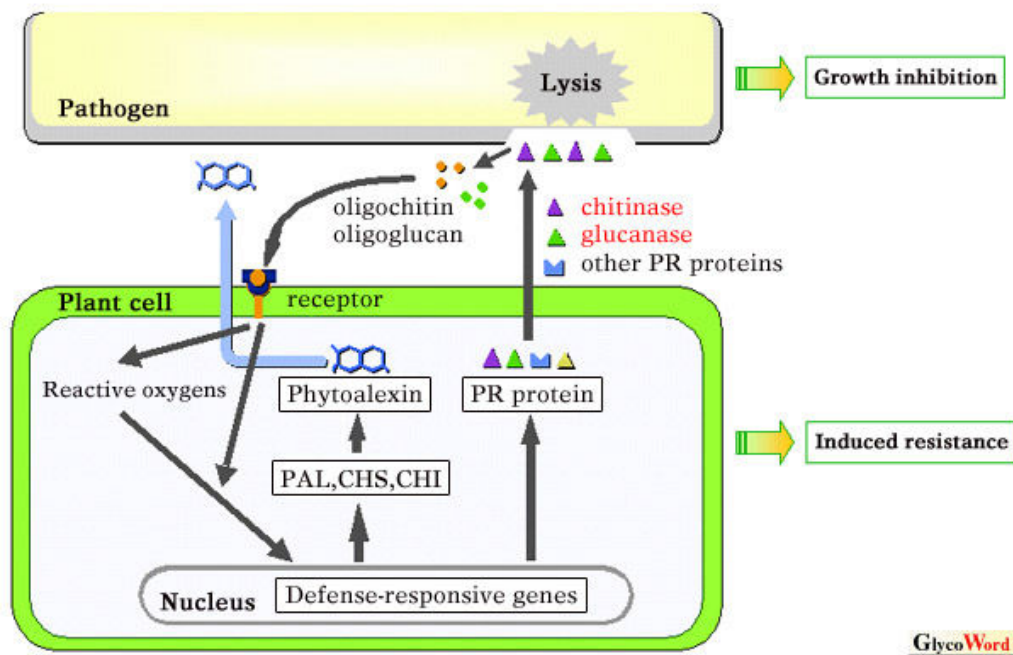 Lysis
Growth inhibition
Pathogen
oligochitin
oligoglucan
chitinase
glucanase
other PR proteins
Plant cell
receptor
Reactive oxygens
Phytoalexin
PR protein
Induced resistance
PAL,CHS,CHI
Nucleus
Defense-responsive genes
GlycoWord